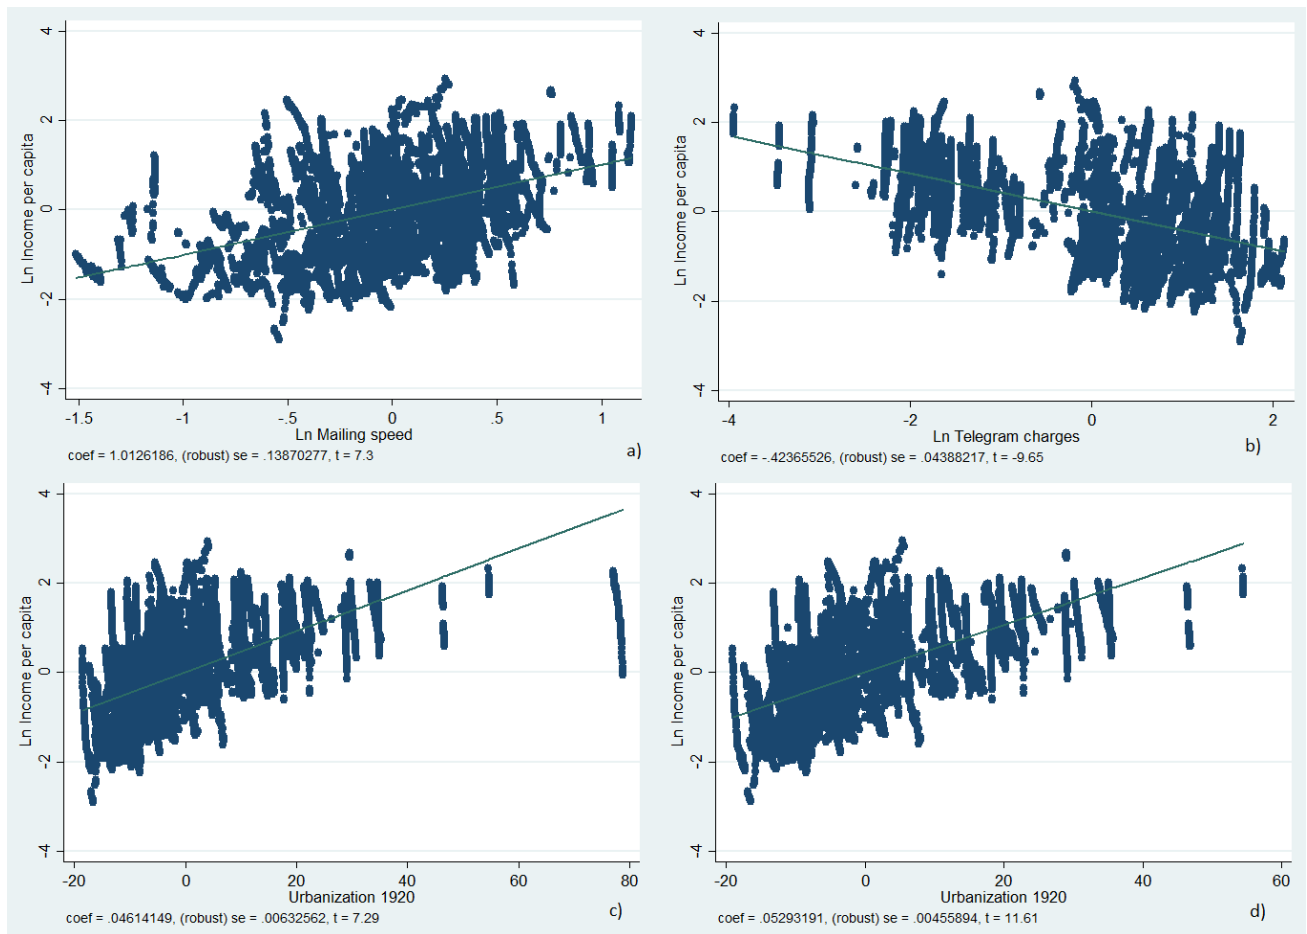 4
2
0
-2
-4
Ln Income per capita
-1.5 -1 -.5 0 .5 1
Ln Mailing speed
coef = 1.0126186, (robust) se = .13870277, t = 7.3
a)
4
2
0
-2
-4
Ln Income per capita
-4 -2 0 2
Ln Telegram charges
coef = -.42365526, (robust) se = .04388217, t = -9.65
b)
4
2
0
-2
-4
Ln Income per capita
-20 0 20 40 60 80
Urbanization 1920
coef = .04614149, (robust) se = .00632562, t = 7.29
c)
4
2
0
-2
-4
Ln Income per capita
-20 0 20 40 60
Urbanization 1920
coef = .05293191, (robust) se = .00455894, t = 11.61
d)